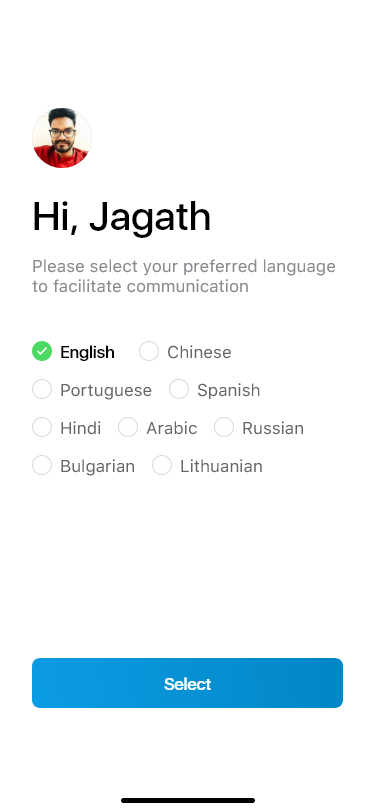 Hi, Jagath
Please select your preferred language
to facilitate communication
English Chinese
Portuguese Spanish
Hindi Arabic Russian
Bulgarian Lithuanian
Select